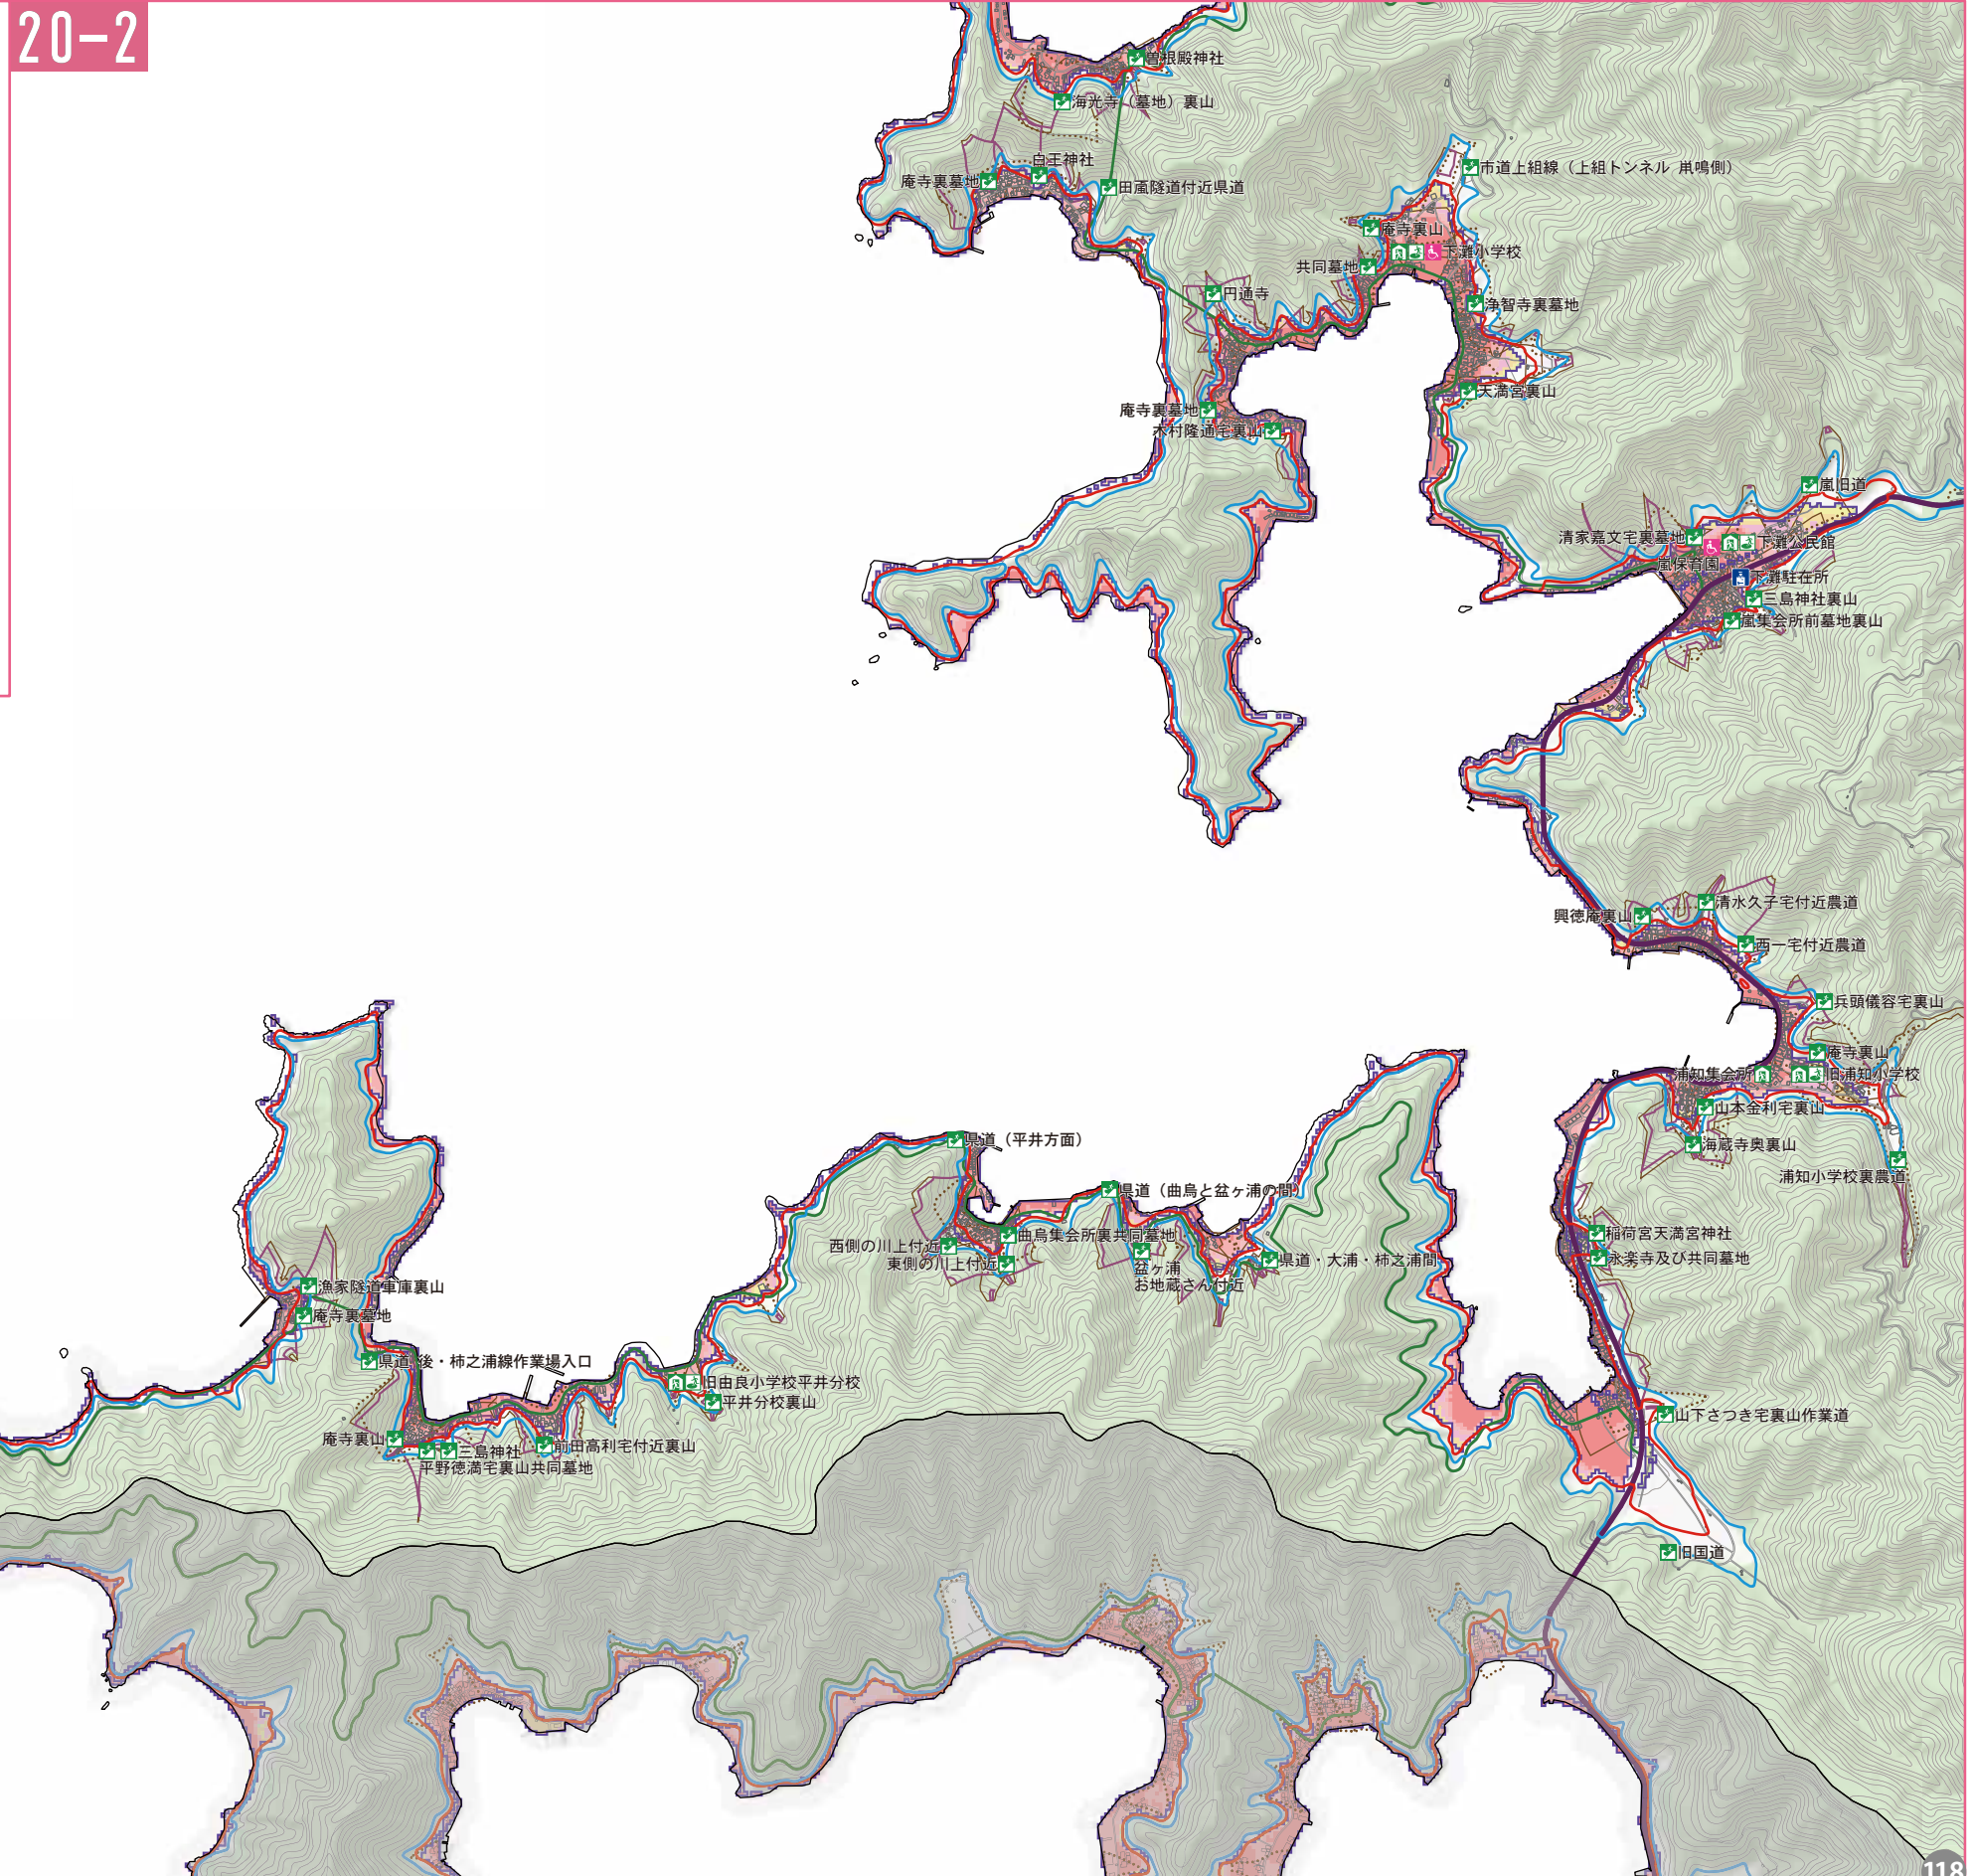 20-2
曽根殿神社
海光寺（墓地）裏山
白王神社
庵寺裏墓地
田颪隧道付近県道
市道上組線（上組トンネル 鼡鳴側）
庵寺裏山
下灘小学校
共同墓地
円通寺
浄智寺裏墓地
天満宮裏山
庵寺裏墓地
木村隆通宅裏山
嵐旧道
清家嘉文宅裏墓地
下灘公民館
嵐保育園
下灘駐在所
三島神社裏山
嵐集会所前墓地裏山
清水久子宅付近農道
興徳庵裏山
西一宅付近農道
兵頭儀容宅裏山
庵寺裏山
浦知集会所
旧浦知小学校
山本金利宅裏山
海蔵寺奥裏山
浦知小学校裏農道
県道（平井方面）
県道（曲烏と盆ヶ浦の間）
稲荷宮天満宮神社
曲烏集会所裏共同墓地
西側の川上付近
東側の川上付近
盆ヶ浦
お地蔵さん付近
県道・大浦・柿之浦間
永楽寺及び共同墓地
漁家隧道車庫裏山
庵寺裏墓地
県道 後・柿之浦線作業場入口
旧由良小学校平井分校
平井分校裏山
山下さつき宅裏山作業道
庵寺裏山
三島神社
前田高利宅付近裏山
平野徳満宅裏山共同墓地
旧国道
118